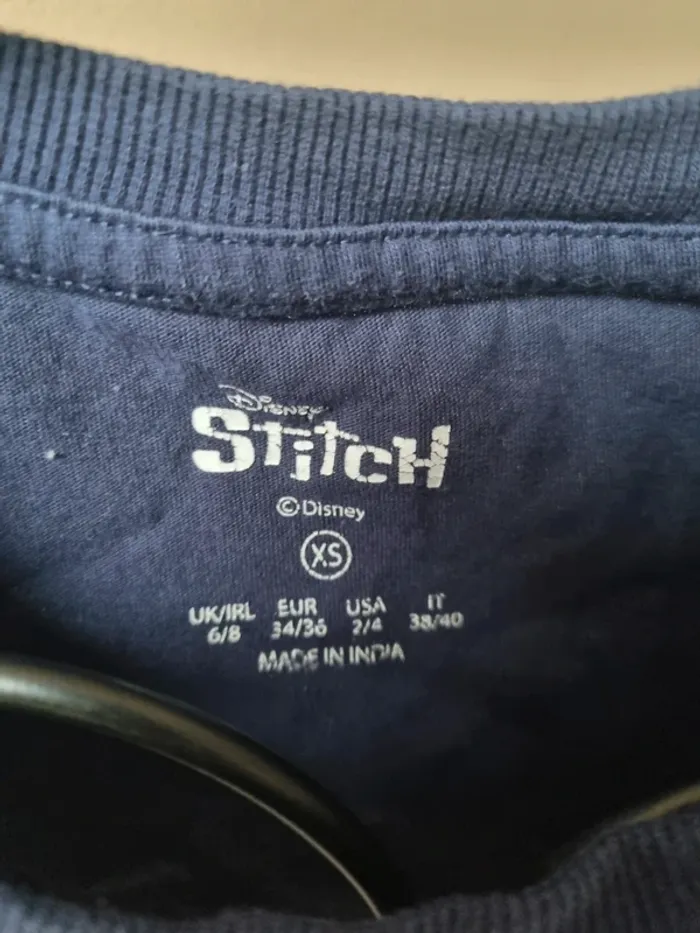 Disney
Stitch
©Disney
XS
UK/IRL EUR USA IT
6/8 34/36 2/4 38/40
MADE IN INDIA